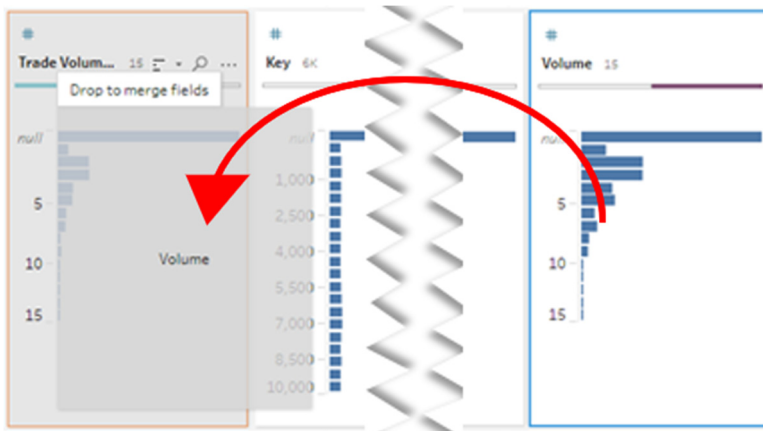 #
#
#
Trade Volum... 15 ...
Key 6K
Volume 15
Drop to merge fields
null
5
10
15
Volume
null
1,000
2,500
4,000
5,500
7,000
8,500
10,000
null
5
10
15